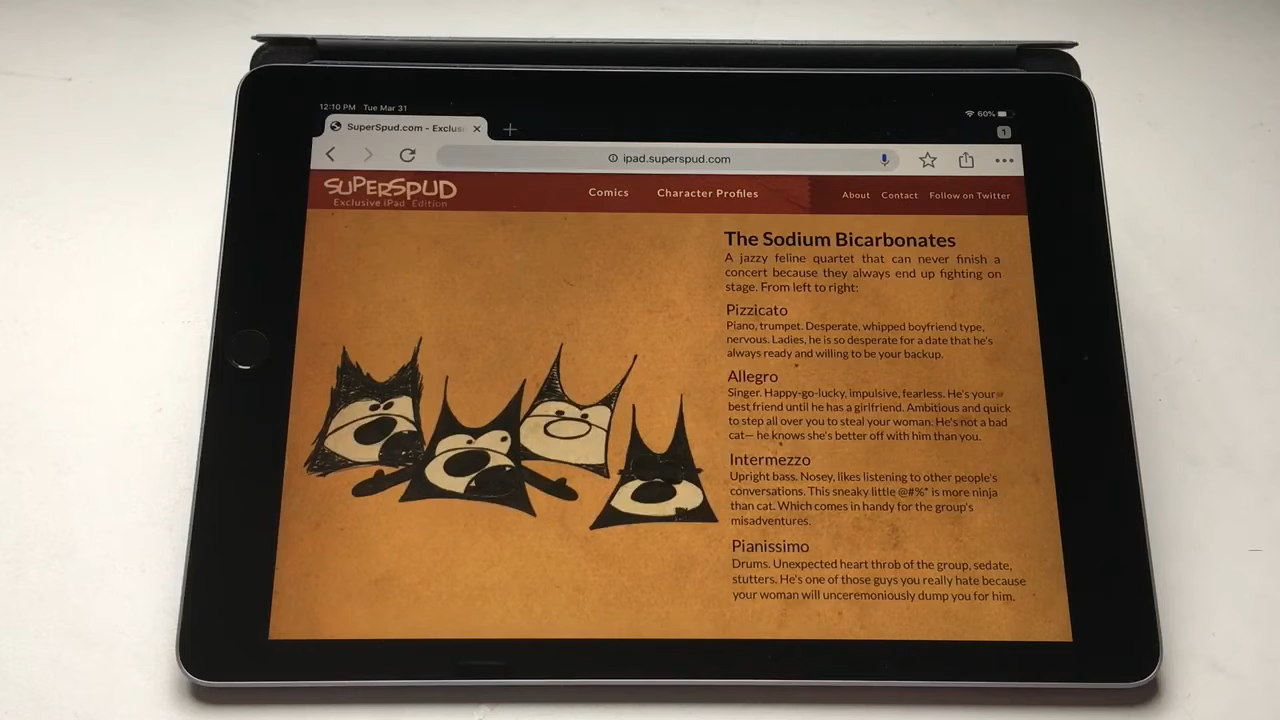 12:10 PM Tue Mar 31
60%
SuperSpud.com - Exclus
1
ipad.superspud.com
SUPERSPUD
Exclusive iPad Edition
Comics
Character Profiles
About
Contact
Follow on Twitter
The Sodium Bicarbonates
A jazzy feline quartet that can never finish a
concert because they always end up fighting on
stage. From left to right:
Pizzicato
Piano, trumpet. Desperate, whipped boyfriend type,
nervous. Ladies, he is so desperate for a date that he's
always ready and willing to be your backup.
Allegro
Singer. Happy-go-lucky, impulsive, fearless. He's your
best friend until he has a girlfriend. Ambitious and quick
to step all over you to steal your woman. He's not a bad
cat— he knows she's better off with him than you.
Intermezzo
Upright bass. Nosey, likes listening to other people's
conversations. This sneaky little @#%* is more ninja
than cat. Which comes in handy for the group's
misadventures.
Pianissimo
Drums. Unexpected heart throb of the group, sedate,
stutters. He's one of those guys you really hate because
your woman will unceremoniously dump you for him.